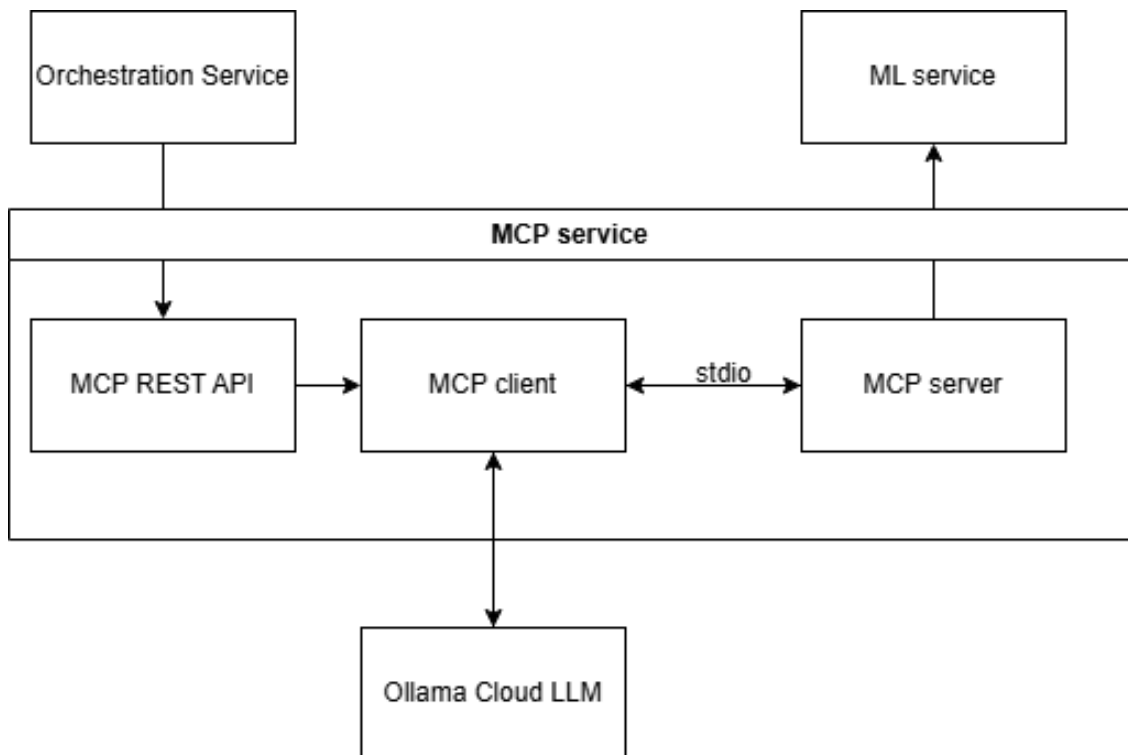 Orchestration Service
ML service
MCP service
MCP REST API
MCP client
stdio
MCP server
Ollama Cloud LLM